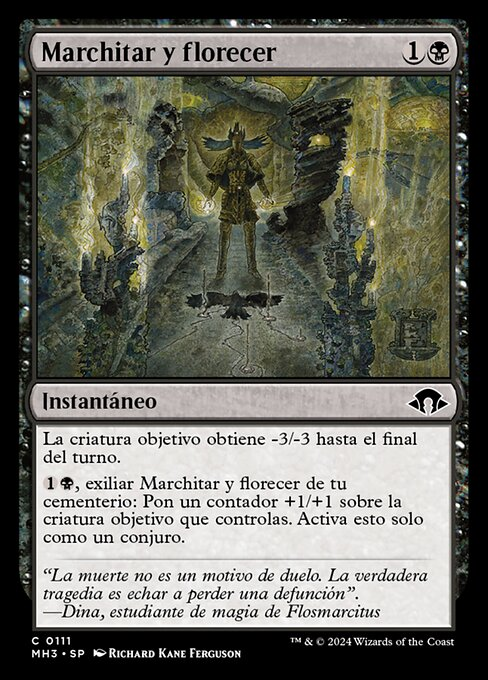 Marchitar y florecer 1
Instantáneo
La criatura objetivo obtiene -3/-3 hasta el final
del turno.
1, exiliar Marchitar y florecer de tu
cementerio: Pon un contador +1/+1 sobre la
criatura objetivo que controlas. Activa esto solo
como un conjuro.
“La muerte no es un motivo de duelo. La verdadera
tragedia es echar a perder una defunción”.
—Dina, estudiante de magia de Flosmarcitus
C 0111
MH3 • SP RICHARD KANE FERGUSON
™ & © 2024 Wizards of the Coast